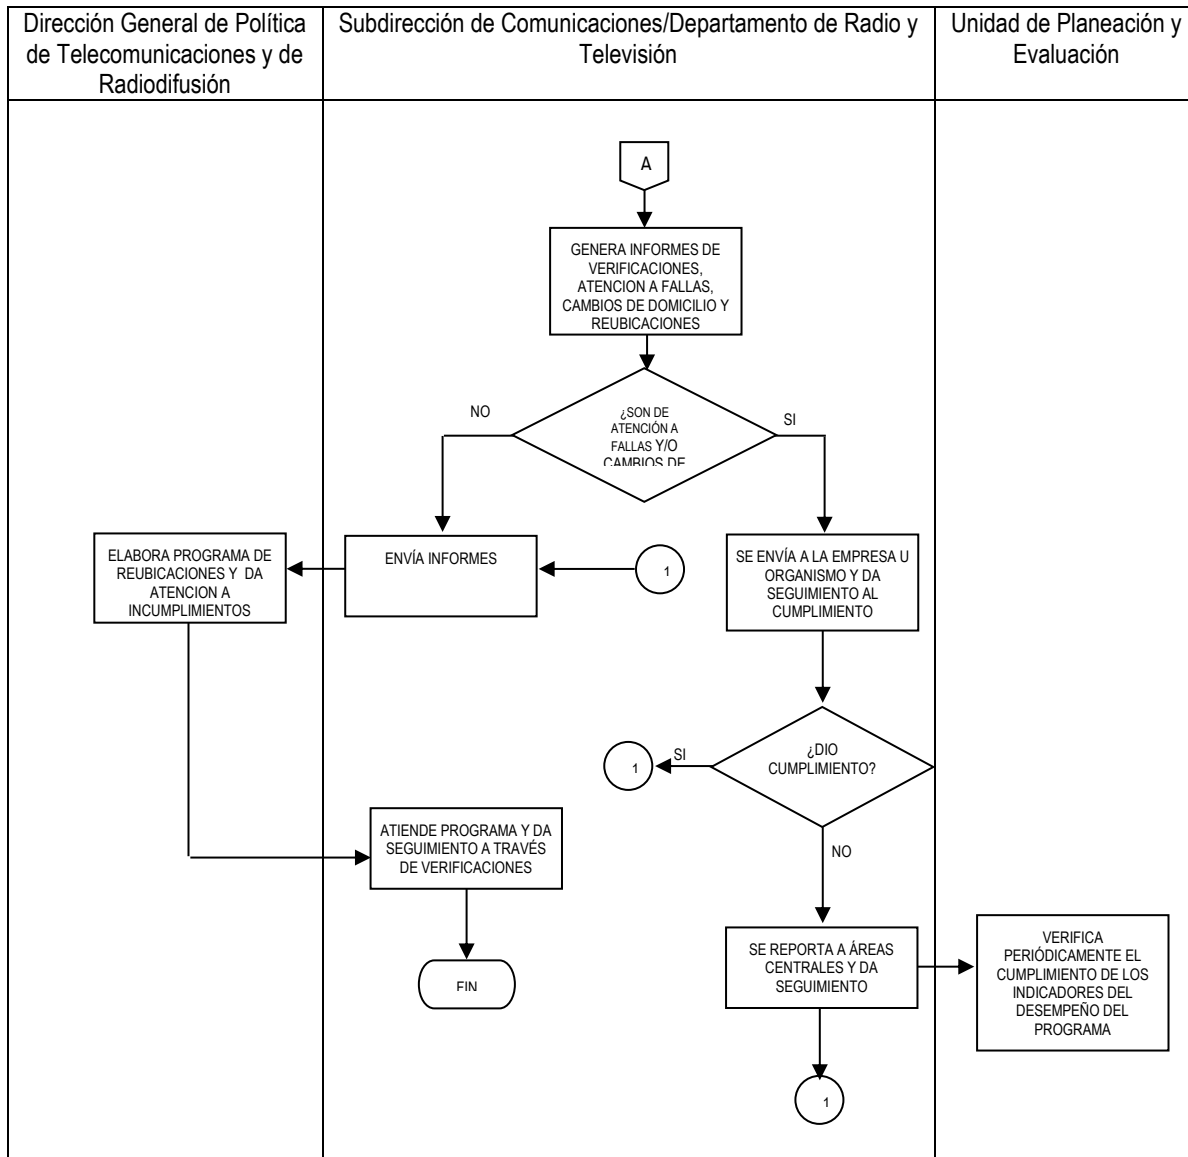 Dirección General de Política
de Telecomunicaciones y de
Radiodifusión
Subdirección de Comunicaciones/Departamento de Radio y
Televisión
Unidad de Planeación y
Evaluación
A
GENERA INFORMES DE
VERIFICACIONES,
ATENCION A FALLAS,
CAMBIOS DE DOMICILIO Y
REUBICACIONES
NO
¿SON DE
ATENCIÓN A
FALLAS Y/O
CAMBIOS DE
SI
ELABORA PROGRAMA DE
REUBICACIONES Y DA
ATENCION A
INCUMPLIMIENTOS
ENVÍA INFORMES
1
SE ENVÍA A LA EMPRESA U
ORGANISMO Y DA
SEGUIMIENTO AL
CUMPLIMIENTO
1
SI
¿DIO
CUMPLIMIENTO?
NO
ATIENDE PROGRAMA Y DA
SEGUIMIENTO A TRAVÉS
DE VERIFICACIONES
FIN
SE REPORTA A ÁREAS
CENTRALES Y DA
SEGUIMIENTO
VERIFICA
PERIÓDICAMENTE EL
CUMPLIMIENTO DE LOS
INDICADORES DEL
DESEMPEÑO DEL
PROGRAMA
1